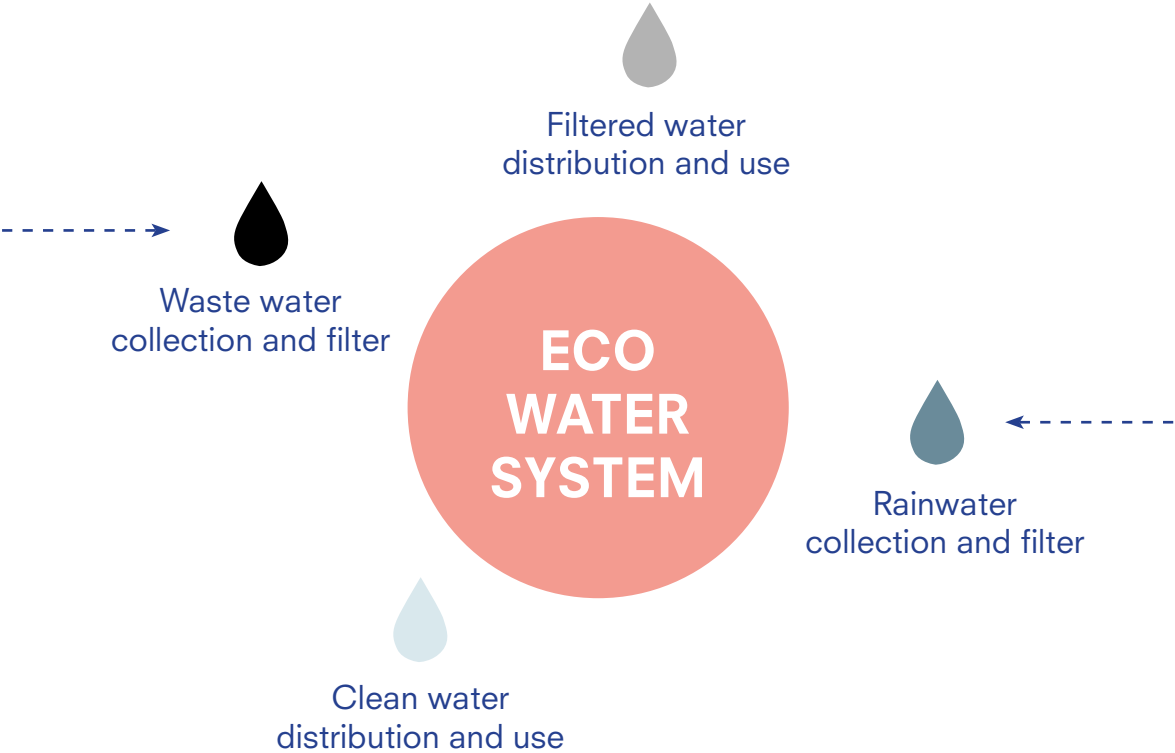 Filtered water
distribution and use
Waste water
collection and filter
ECO
WATER
SYSTEM
Rainwater
collection and filter
Clean water
distribution and use